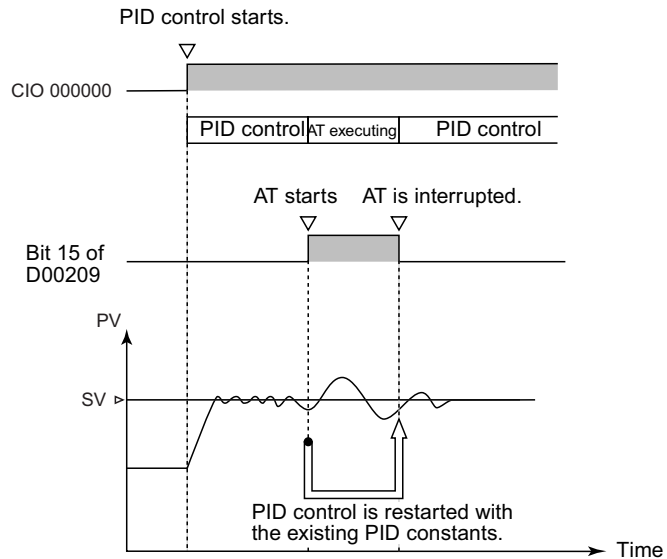 PID control starts.
CIO 000000
PID control
AT executing
PID control
AT starts
AT is interrupted.
Bit 15 of
D00209
PV
SV
PID control is restarted with
the existing PID constants.
Time